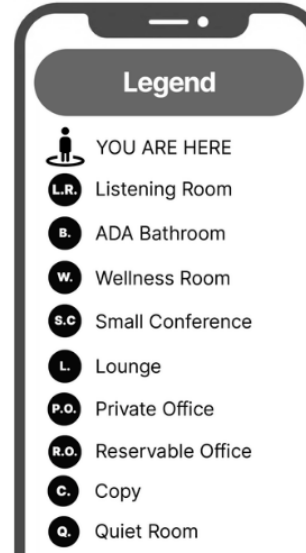 Legend
YOU ARE HERE
L.R. Listening Room
B. ADA Bathroom
W. Wellness Room
S.C Small Conference
L. Lounge
P.O. Private Office
R.O. Reservable Office
C. Copy
Q. Quiet Room